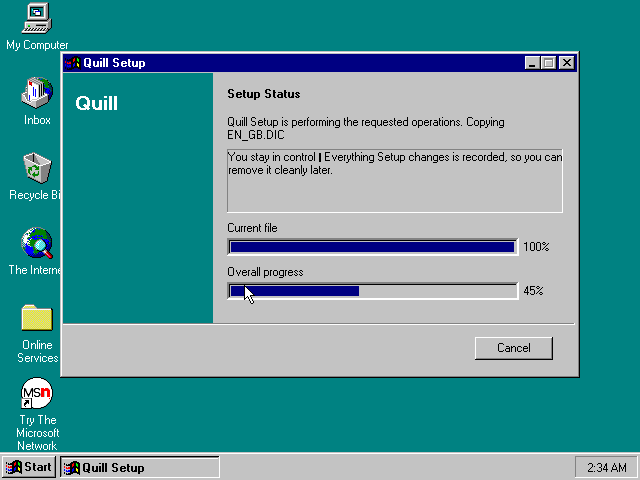 My Computer
Inbox
Recycle Bi
The Interne
Online
Services
MSn
Try The
Microsoft
Network
Quill Setup
Quill
Setup Status
Quill Setup is performing the requested operations. Copying
EN_GB.DIC
You stay in control | Everything Setup changes is recorded, so you can
remove it cleanly later.
Current file
100%
Overall progress
45%
Cancel
Start
Quill Setup
2:34 AM